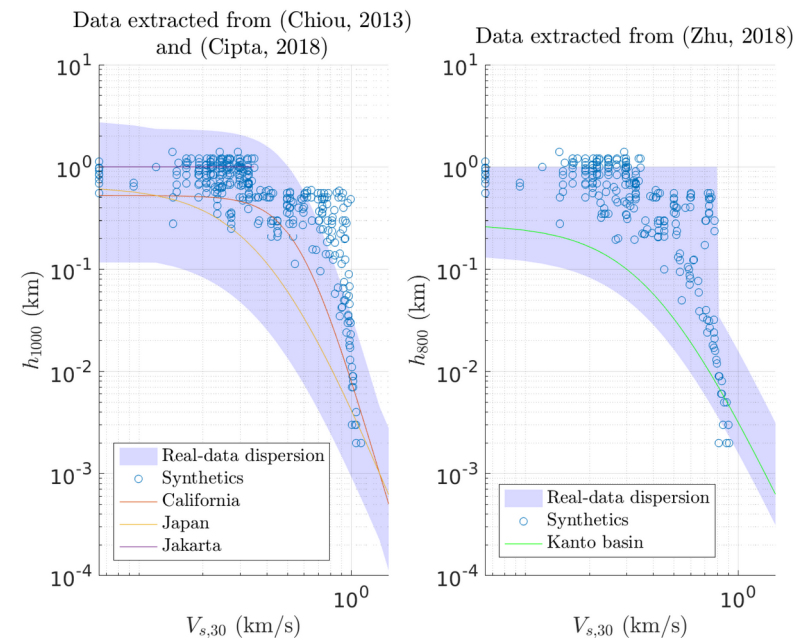 Data extracted from (Chiou, 2013)
and (Cipta, 2018)
10^1
10^0
10^-1
10^-2
10^-3
10^-4
h_1000 (km)
Real-data dispersion
Synthetics
California
Japan
Jakarta
10^0
V_s,30 (km/s)
Data extracted from (Zhu, 2018)
10^1
10^0
10^-1
10^-2
10^-3
10^-4
h_800 (km)
Real-data dispersion
Synthetics
Kanto basin
10^0
V_s,30 (km/s)